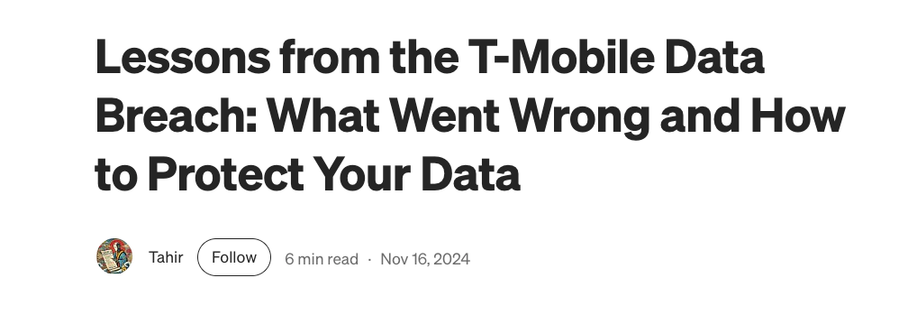 Lessons from the T-Mobile Data
Breach: What Went Wrong and How
to Protect Your Data
Tahir Follow 6 min read · Nov 16, 2024